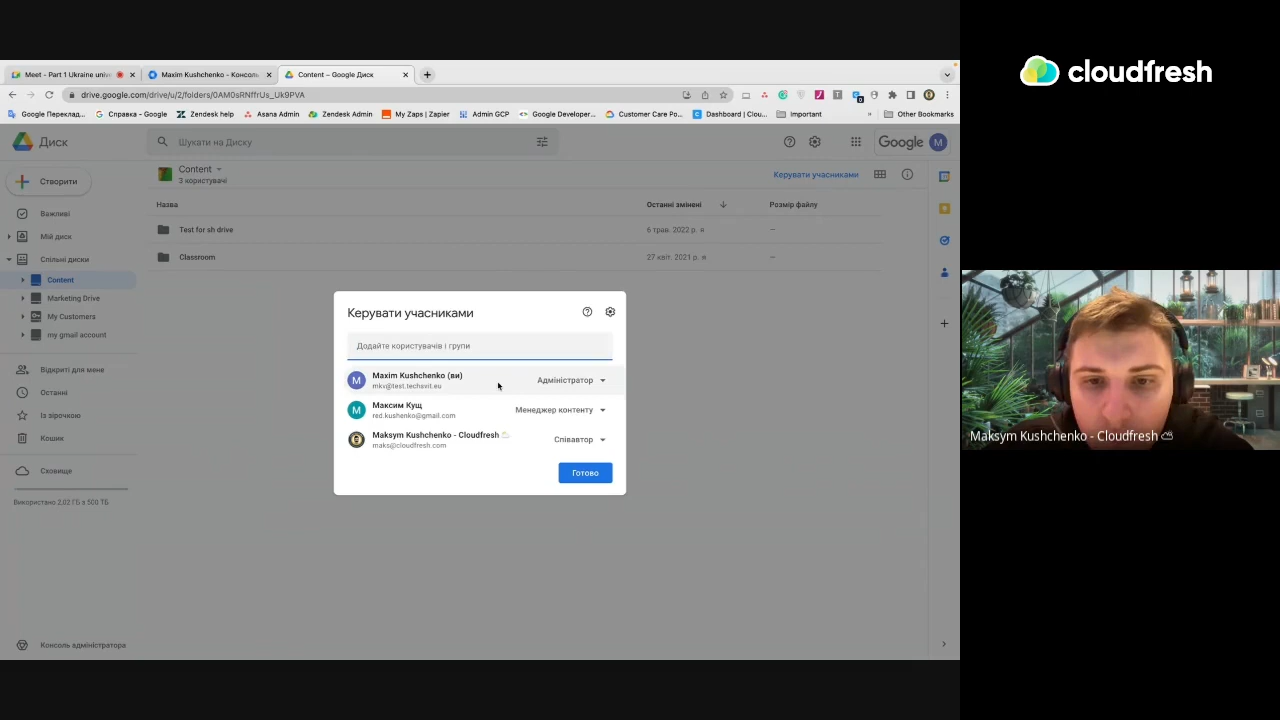 cloudfresh
Meet - Part 1 Ukraine univ
Maxim Kushchenko - Консоль
Content – Google Диск
drive.google.com/drive/u/2/folders/0AM0sRNffrUs_Uk9PVA
Google Переклад...
Справка - Google
Zendesk help
Asana Admin
Zendesk Admin
My Zaps | Zapier
Admin GCP
Google Developer...
Customer Care Po...
Dashboard | Clou...
Important
»
Other Bookmarks
Диск
Шукати на Диску
Google
M
Створити
Content
3 користувачі
Керувати учасниками
Назва
Останні змінені
Розмір файлу
Важливі
Мій диск
Спільні диски
Content
Marketing Drive
My Customers
my gmail account
Відкриті для мене
Останні
Із зірочкою
Кошик
Сховище
Використано 2,02 ГБ з 500 ТБ
Консоль адміністратора
Test for sh drive
6 трав. 2022 р. я
–
Classroom
27 квіт. 2021 р. я
–
Керувати учасниками
Додайте користувачів і групи
M
Maxim Kushchenko (ви)
mkv@test.techsvit.eu
Адміністратор
М
Максим Кущ
red.kushenko@gmail.com
Менеджер контенту
Maksym Kushchenko - Cloudfresh
maks@cloudfresh.com
Співавтор
Готово
Maksym Kushchenko - Cloudfresh